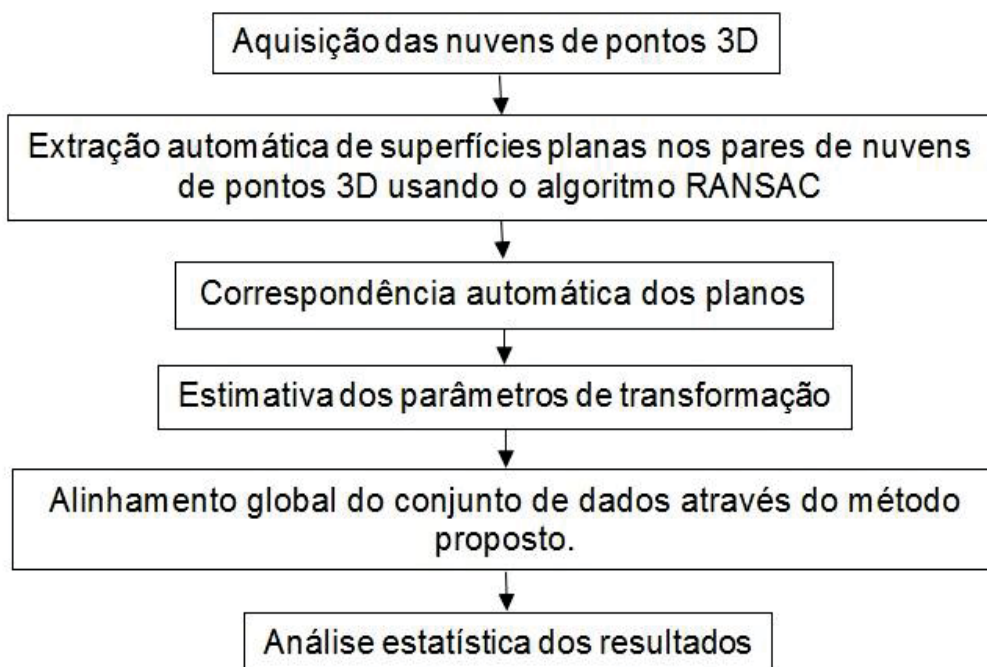 Aquisição das nuvens de pontos 3D
Extração automática de superfícies planas nos pares de nuvens
de pontos 3D usando o algoritmo RANSAC
Correspondência automática dos planos
Estimativa dos parâmetros de transformação
Alinhamento global do conjunto de dados através do método
proposto.
Análise estatística dos resultados